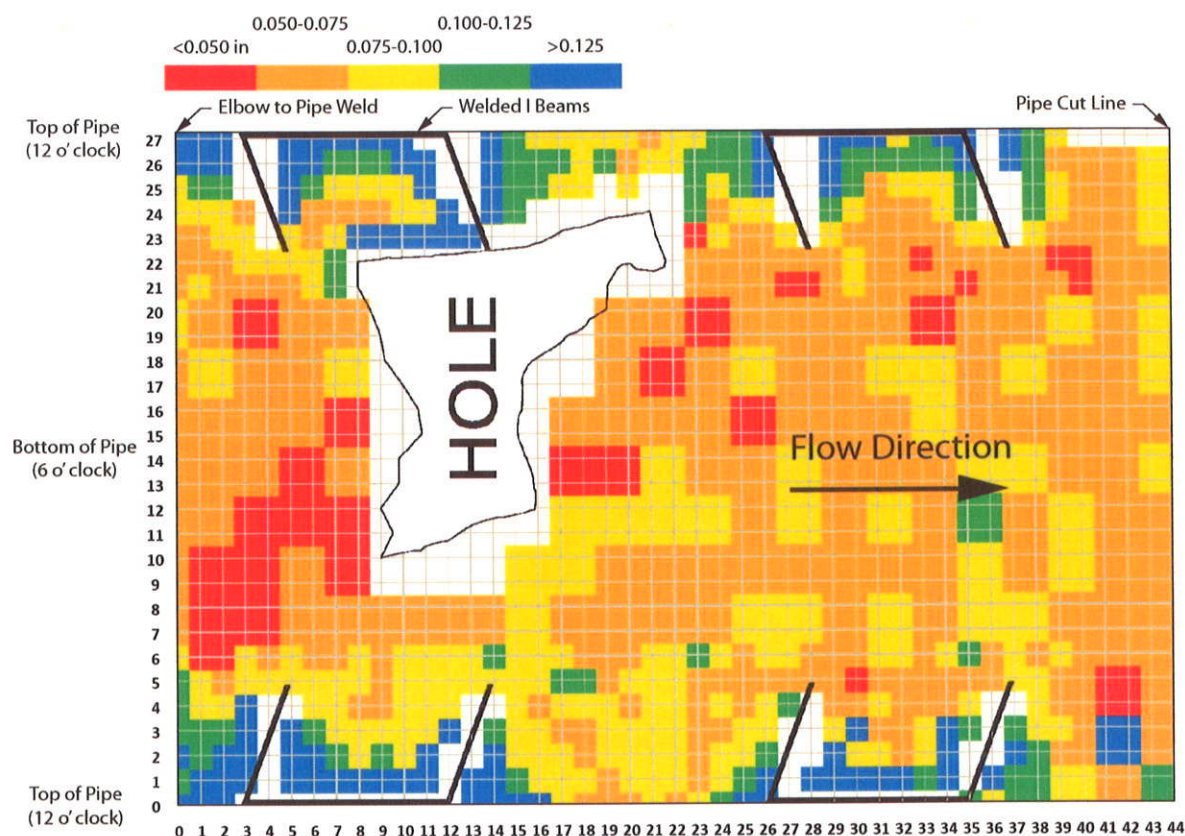 0.050-0.075 0.100-0.125
<0.050 in 0.075-0.100 >0.125
Elbow to Pipe Weld Welded I Beams Pipe Cut Line
Top of Pipe
(12 o' clock)
27
26
25
24
23
22
21
20
19
18
17
16
15
Bottom of Pipe
(6 o' clock)
14
13
12
11
10
9
8
7
6
5
4
3
2
1
0
HOLE
Flow Direction
Top of Pipe
(12 o' clock)
0 1 2 3 4 5 6 7 8 9 10 11 12 13 14 15 16 17 18 19 20 21 22 23 24 25 26 27 28 29 30 31 32 33 34 35 36 37 38 39 40 41 42 43 44